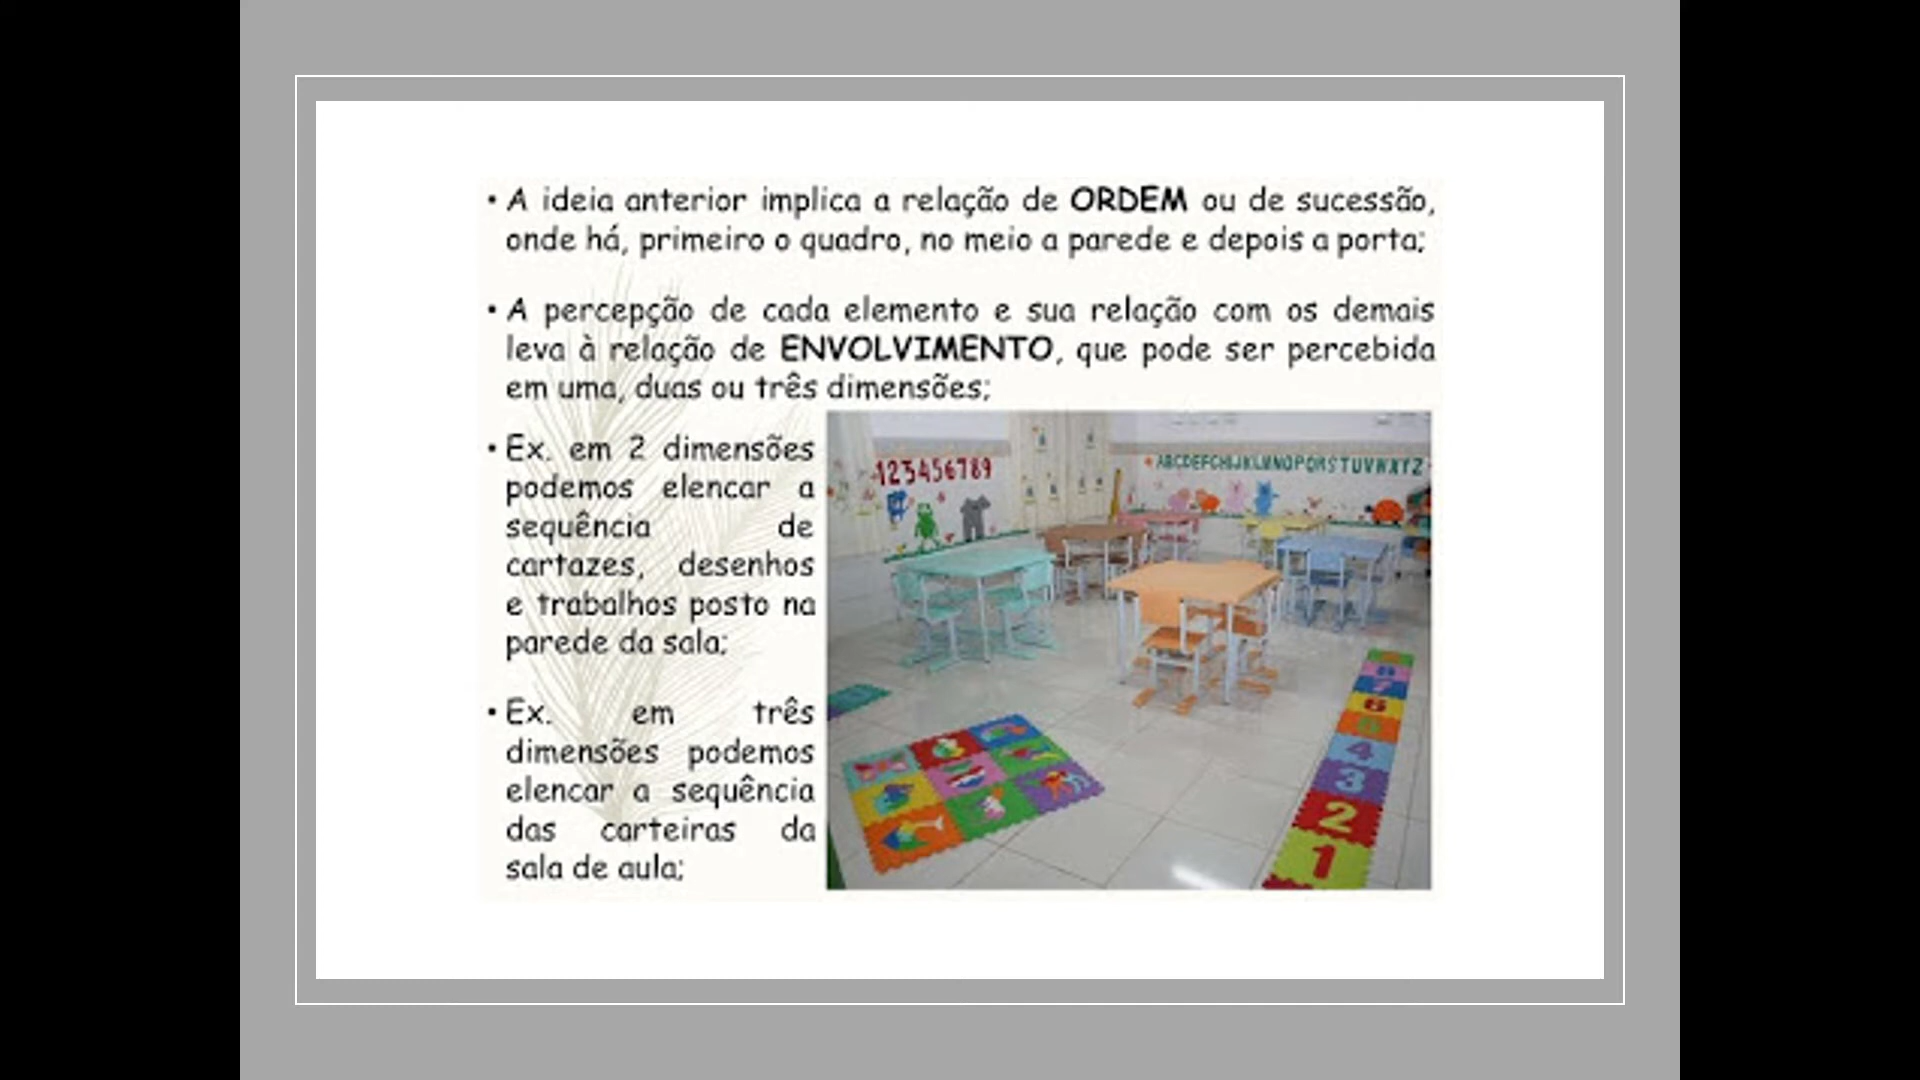 • A ideia anterior implica a relação de ORDEM ou de sucessão,
onde há, primeiro o quadro, no meio a parede e depois a porta;
• A percepção de cada elemento e sua relação com os demais
leva à relação de ENVOLVIMENTO, que pode ser percebida
em uma, duas ou três dimensões;
• Ex. em 2 dimensões
podemos elencar a
sequência de
cartazes, desenhos
e trabalhos posto na
parede da sala;
• Ex. em três
dimensões podemos
elencar a sequência
das carteiras da
sala de aula;
123456789
ABCDEFGHIJKLMNOPQRSTUVWXYZ
8
7
6
5
4
3
2
1